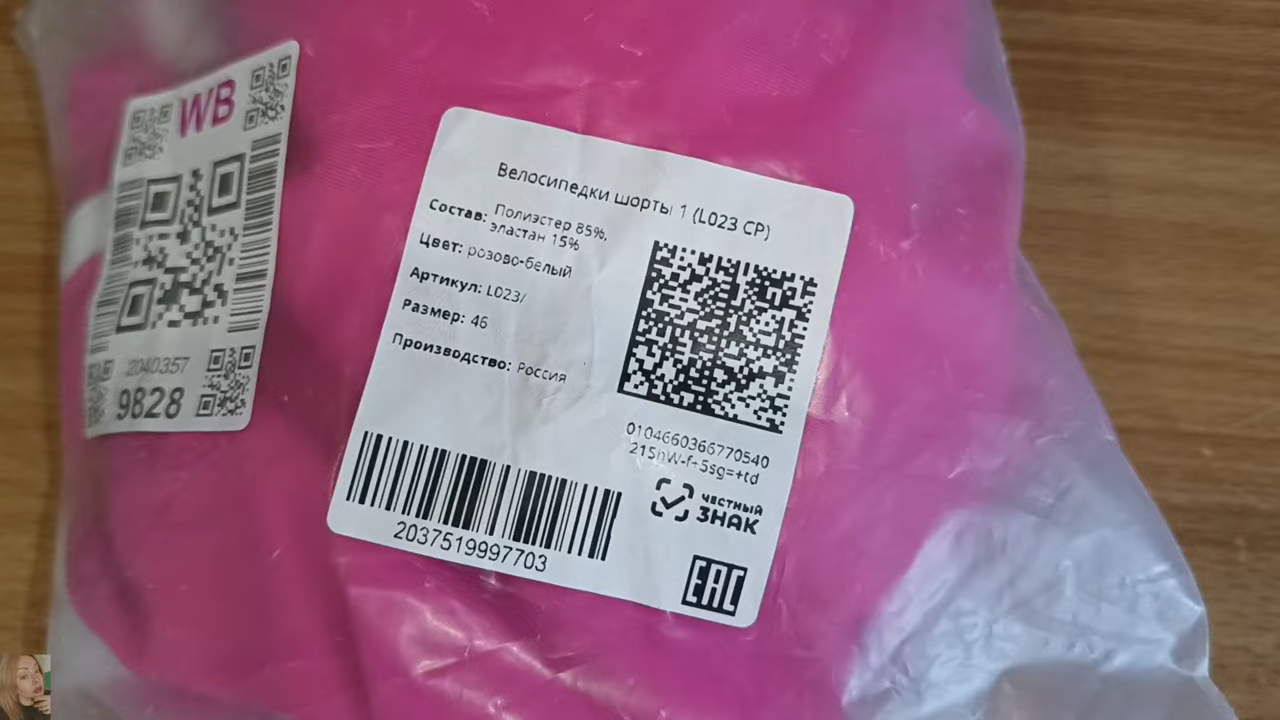 WB
2040357
9828
Велосипедки шорты 1 (L023 CP)
Состав: Полиэстер 85%,
эластан 15%
Цвет: розово-белый
Артикул: L023/
Размер: 46
Производство: Россия
0104660366770540
215hW-f+5sg=+td
ЧЕСТНЫЙ
ЗНАК
2037519997703
EAC